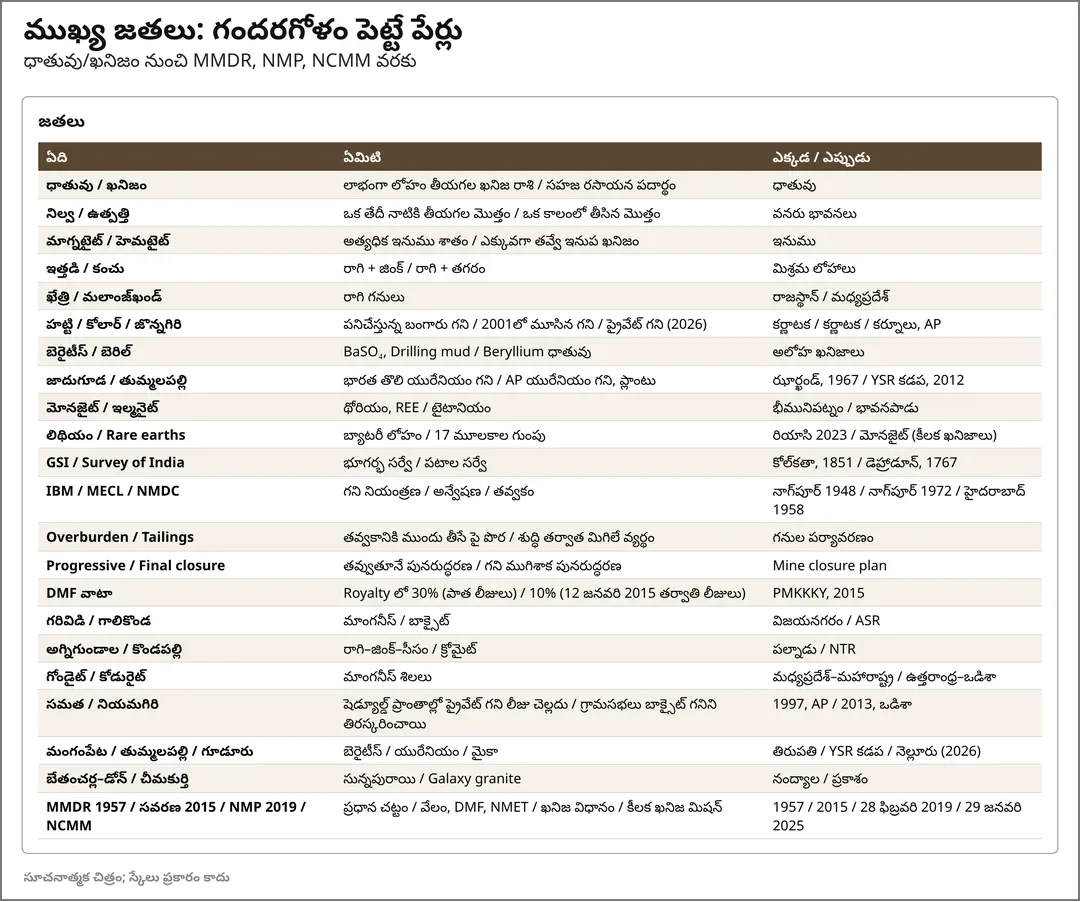 ముఖ్య జతలు: గందరగోళం పెట్టే పేర్లు
ధాతువు/ఖనిజం నుంచి MMDR, NMP, NCMM వరకు
జతలు
ఏది ఏమిటి ఎక్కడ / ఎప్పుడు
ధాతువు / ఖనిజం లాభంగా లోహం తీయగల ఖనిజ రాశి / సహజ రసాయన పదార్థం ధాతువు
నిల్వ / ఉత్పత్తి ఒక తేదీ నాటికి తీయగల మొత్తం / ఒక కాలంలో తీసిన మొత్తం వనరు భావనలు
మాగ్నటైట్ / హెమటైట్ అత్యధిక ఇనుము శాతం / ఎక్కువగా తవ్వే ఇనుప ఖనిజం ఇనుము
ఇత్తడి / కంచు రాగి + జింక్ / రాగి + తగరం మిశ్రమ లోహాలు
ఖేత్రి / మలాంజ్‌ఖండ్ రాగి గనులు రాజస్థాన్ / మధ్యప్రదేశ్
హట్టి / కోలార్ / జొన్నగిరి పనిచేస్తున్న బంగారు గని / 2001లో మూసిన గని / ప్రైవేట్ గని (2026) కర్ణాటక / కర్ణాటక / కర్నూలు, AP
బెరైటీస్ / బెరిల్ BaSO₄, Drilling mud / Beryllium ధాతువు అలోహ ఖనిజాలు
జాదుగూడ / తుమ్మలపల్లి భారత తొలి యురేనియం గని / AP యురేనియం గని, ప్లాంటు ఝార్ఖండ్, 1967 / YSR కడప, 2012
మోనజైట్ / ఇల్మనైట్ థోరియం, REE / టైటానియం భీమునిపట్నం / భావనపాడు
లిథియం / Rare earths బ్యాటరీ లోహం / 17 మూలకాల గుంపు రియాసి 2023 / మోనజైట్ (కీలక ఖనిజాలు)
GSI / Survey of India భూగర్భ సర్వే / పటాల సర్వే కోల్‌కతా, 1851 / డెహ్రాడూన్, 1767
IBM / MECL / NMDC గని నియంత్రణ / అన్వేషణ / తవ్వకం నాగ్‌పూర్ 1948 / నాగ్‌పూర్ 1972 / హైదరాబాద్
1958
Overburden / Tailings తవ్వకానికి ముందు తీసే పై పొర / శుద్ధి తర్వాత మిగిలే వ్యర్థం గనుల పర్యావరణం
Progressive / Final closure తవ్వుతూనే పునరుద్ధరణ / గని ముగిశాక పునరుద్ధరణ Mine closure plan
DMF వాటా Royalty లో 30% (పాత లీజులు) / 10% (12 జనవరి 2015 తర్వాతి లీజులు) PMKKKY, 2015
గరివిడి / గాలికొండ మాంగనీస్ / బాక్సైట్ విజయనగరం / ASR
అగ్నిగుండాల / కొండపల్లి రాగి–జింక్–సీసం / క్రోమైట్ పల్నాడు / NTR
గోండైట్ / కోడురైట్ మాంగనీస్ శిలలు మధ్యప్రదేశ్–మహారాష్ట్ర / ఉత్తరాంధ్ర–ఒడిశా
సమత / నియమగిరి షెడ్యూల్డ్ ప్రాంతాల్లో ప్రైవేట్ గని లీజు చెల్లదు / గ్రామసభలు బాక్సైట్ గనిని 1997, AP / 2013, ఒడిశా
తిరస్కరించాయి
మంగంపేట / తుమ్మలపల్లి / గూడూరు బెరైటీస్ / యురేనియం / మైకా తిరుపతి / YSR కడప / నెల్లూరు (2026)
బేతంచర్ల–డోన్ / చీమకుర్తి సున్నపురాయి / Galaxy granite నంద్యాల / ప్రకాశం
MMDR 1957 / సవరణ 2015 / NMP 2019 / ప్రధాన చట్టం / వేలం, DMF, NMET / ఖనిజ విధానం / కీలక ఖనిజ మిషన్ 1957 / 2015 / 28 ఫిబ్రవరి 2019 / 29 జనవరి
NCMM 2025
సూచనాత్మక చిత్రం; స్కేలు ప్రకారం కాదు